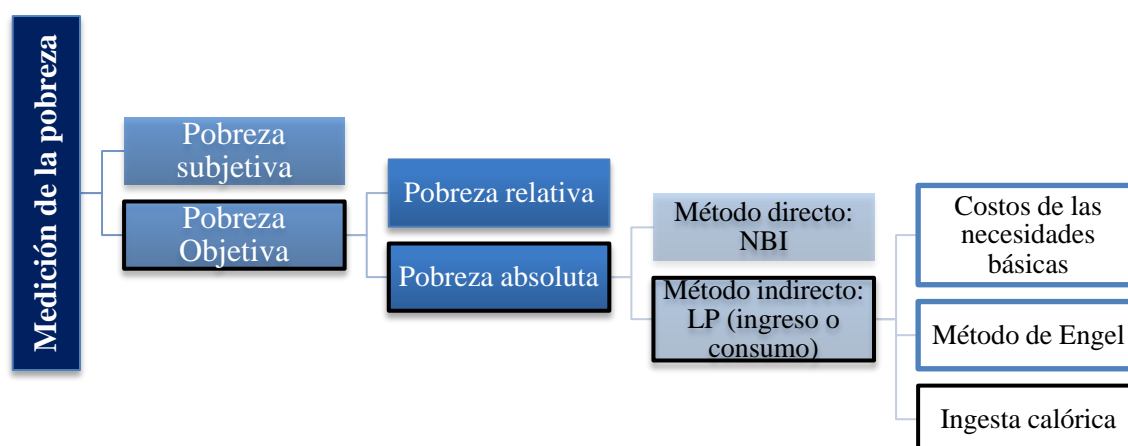 Medición de la pobreza
Pobreza
subjetiva
Pobreza
Objetiva
Pobreza relativa
Pobreza absoluta
Método directo:
NBI
Método indirecto:
LP (ingreso o
consumo)
Costos de las
necesidades
básicas
Método de Engel
Ingesta calórica